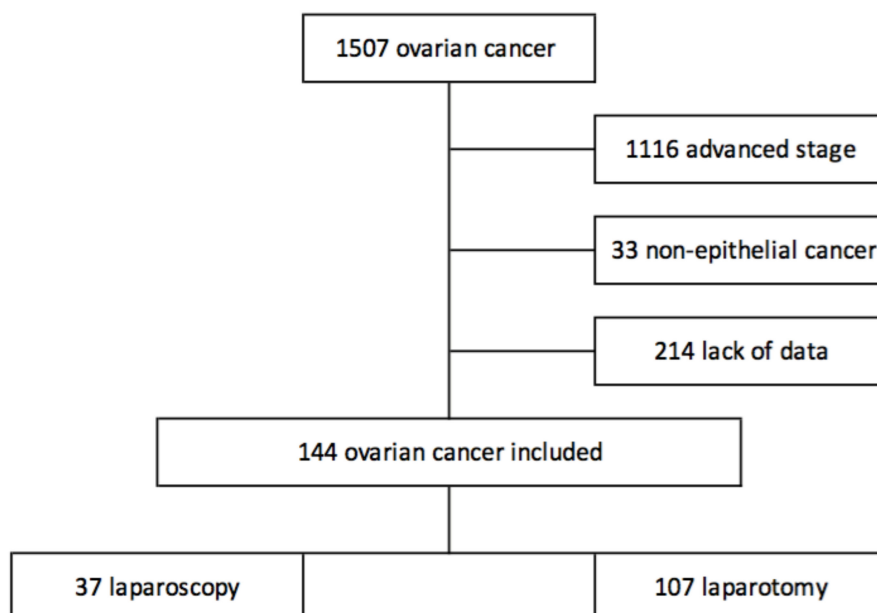 1507 ovarian cancer
1116 advanced stage
33 non-epithelial cancer
214 lack of data
144 ovarian cancer included
37 laparoscopy
107 laparotomy